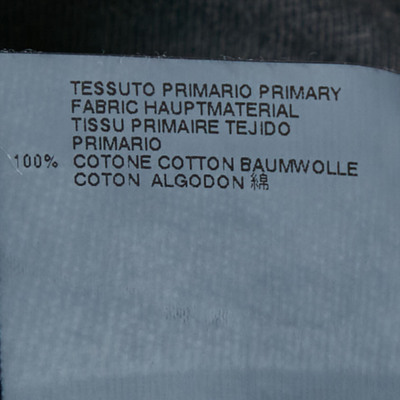 TESSUTO PRIMARIO PRIMARY
FABRIC HAUPTMATERIAL
TISSU PRIMAIRE TEJIDO
PRIMARIO
100% COTONE COTTON BAUMWOLLE
COTON ALGODON 綿